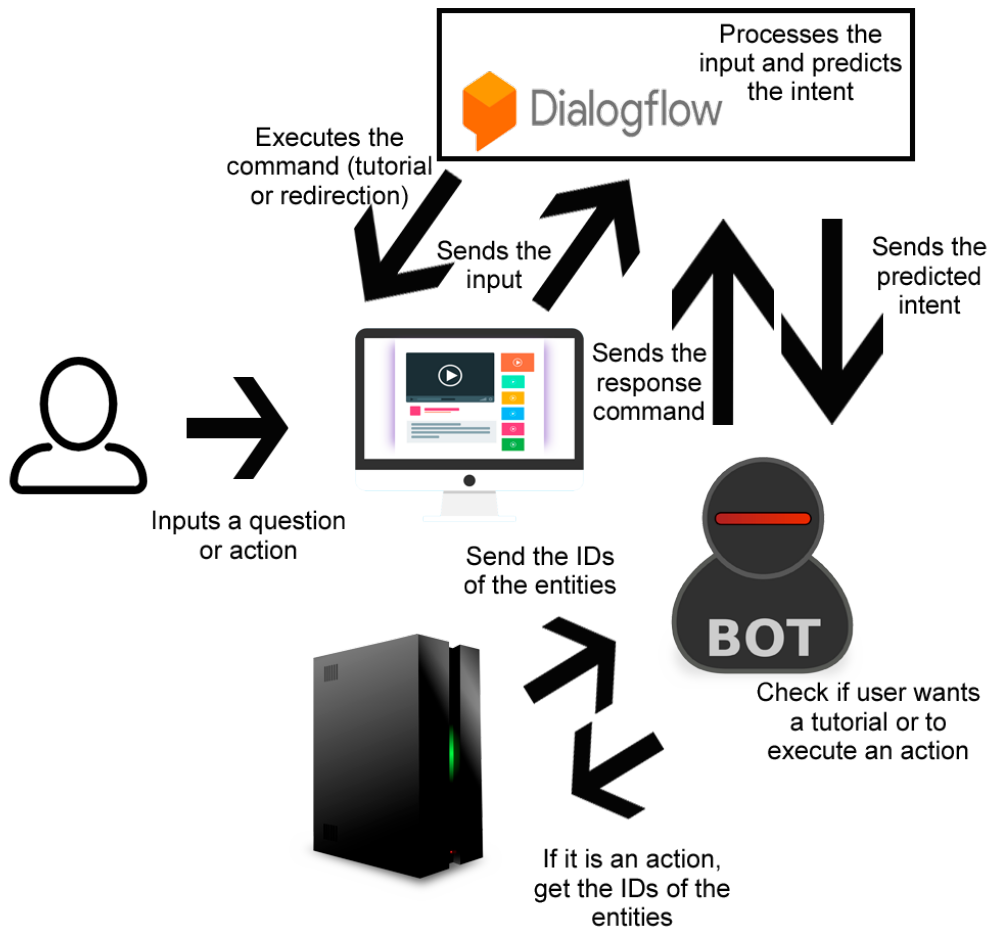 Processes the
input and predicts
the intent
Dialogflow
Executes the
command (tutorial
or redirection)
Sends the
input
Sends the
predicted
intent
Sends the
response
command
Inputs a question
or action
Send the IDs
of the entities
BOT
Check if user wants
a tutorial or to
execute an action
If it is an action,
get the IDs of the
entities